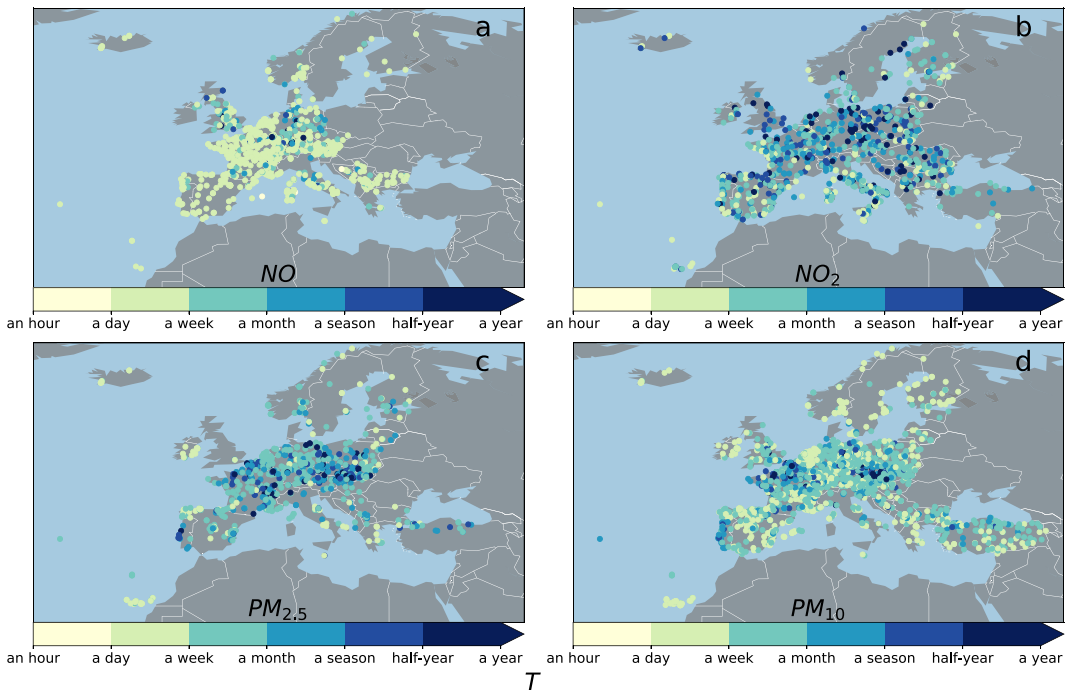 a
b
NO
NO2
an hour a day a week a month a season half-year a year
an hour a day a week a month a season half-year a year
c
d
PM2.5
PM10
an hour a day a week a month a season half-year a year
an hour a day a week a month a season half-year a year
T